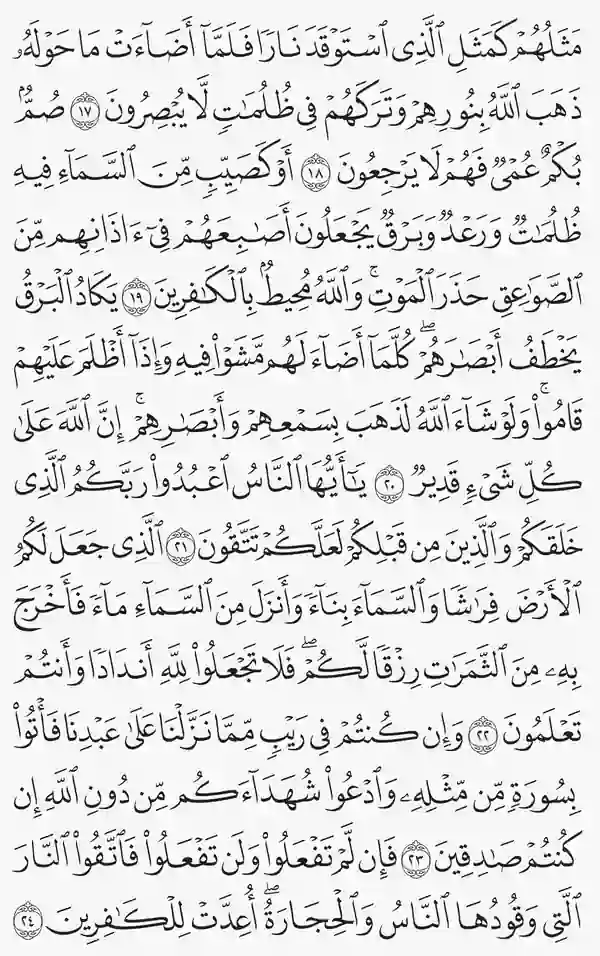 مَثَلُهُمْ كَمَثَلِ ٱلَّذِى ٱسْتَوْقَدَ نَارًا فَلَمَّآ أَضَآءَتْ مَا حَوْلَهُۥ
ذَهَبَ ٱللَّهُ بِنُورِهِمْ وَتَرَكَهُمْ فِى ظُلُمَٰتٍ لَّا يُبْصِرُونَ ١٧ صُمٌّۢ
بُكْمٌ عُمْىٌ فَهُمْ لَا يَرْجِعُونَ ١٨ أَوْ كَصَيِّبٍ مِّنَ ٱلسَّمَآءِ فِيهِ
ظُلُمَٰتٌ وَرَعْدٌ وَبَرْقٌ يَجْعَلُونَ أَصَٰبِعَهُمْ فِىٓ ءَاذَانِهِم مِّنَ
ٱلصَّوَٰعِقِ حَذَرَ ٱلْمَوْتِ ۚ وَٱللَّهُ مُحِيطٌۢ بِٱلْكَٰفِرِينَ ١٩ يَكَادُ ٱلْبَرْقُ
يَخْطَفُ أَبْصَٰرَهُمْ ۖ كُلَّمَآ أَضَآءَ لَهُم مَّشَوْا۟ فِيهِ وَإِذَآ أَظْلَمَ عَلَيْهِمْ
قَامُوا۟ ۚ وَلَوْ شَآءَ ٱللَّهُ لَذَهَبَ بِسَمْعِهِمْ وَأَبْصَٰرِهِمْ ۚ إِنَّ ٱللَّهَ عَلَىٰ
كُلِّ شَىْءٍ قَدِيرٌ ٢٠ يَٰٓأَيُّهَا ٱلنَّاسُ ٱعْبُدُوا۟ رَبَّكُمُ ٱلَّذِى
خَلَقَكُمْ وَٱلَّذِينَ مِن قَبْلِكُمْ لَعَلَّكُمْ تَتَّقُونَ ٢١ ٱلَّذِى جَعَلَ لَكُمُ
ٱلْأَرْضَ فِرَٰشًا وَٱلسَّمَآءَ بِنَآءً وَأَنزَلَ مِنَ ٱلسَّمَآءِ مَآءً فَأَخْرَجَ
بِهِۦ مِنَ ٱلثَّمَرَٰتِ رِزْقًا لَّكُمْ ۖ فَلَا تَجْعَلُوا۟ لِلَّهِ أَندَادًا وَأَنتُمْ
تَعْلَمُونَ ٢٢ وَإِن كُنتُمْ فِى رَيْبٍ مِّمَّا نَزَّلْنَا عَلَىٰ عَبْدِنَا فَأْتُوا۟
بِسُورَةٍ مِّن مِّثْلِهِۦ وَٱدْعُوا۟ شُهَدَآءَكُم مِّن دُونِ ٱللَّهِ إِن
كُنتُمْ صَٰدِقِينَ ٢٣ فَإِن لَّمْ تَفْعَلُوا۟ وَلَن تَفْعَلُوا۟ فَٱتَّقُوا۟ ٱلنَّارَ
ٱلَّتِى وَقُودُهَا ٱلنَّاسُ وَٱلْحِجَارَةُ ۖ أُعِدَّتْ لِلْكَٰفِرِينَ ٢٤